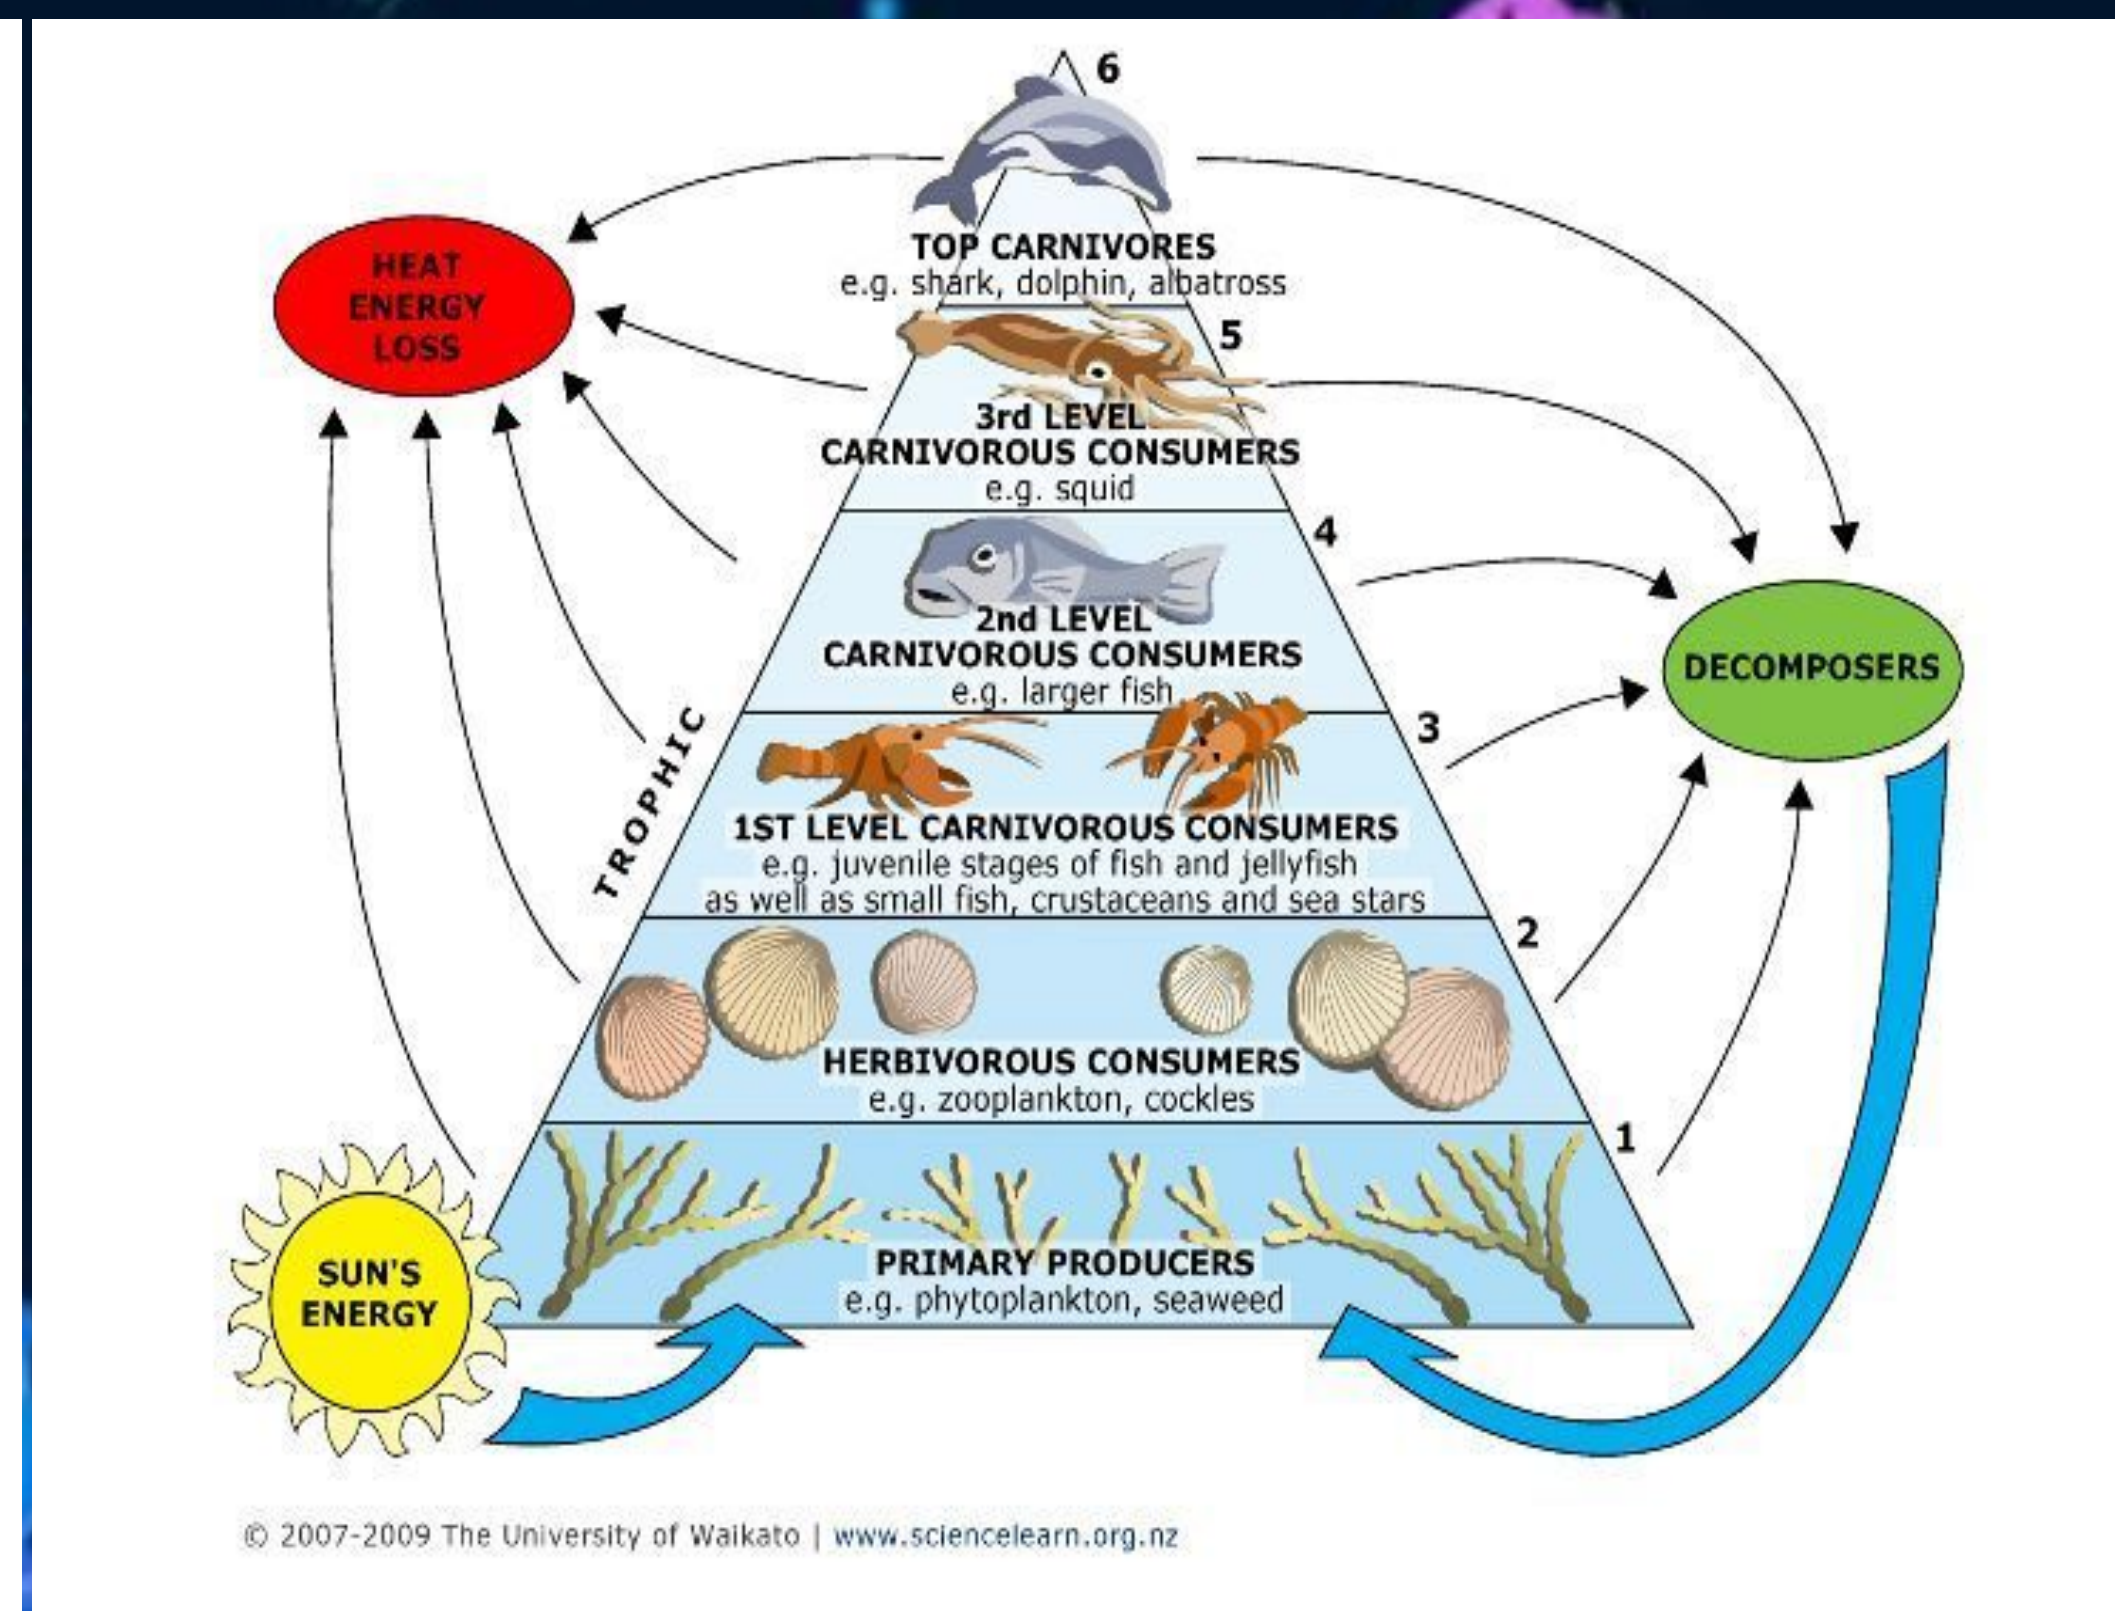 6
TOP CARNIVORES
e.g. shark, dolphin, albatross
HEAT
ENERGY
LOSS
5
3rd LEVEL
CARNIVOROUS CONSUMERS
e.g. squid
4
2nd LEVEL
CARNIVOROUS CONSUMERS
e.g. larger fish
DECOMPOSERS
TROPHIC
3
1ST LEVEL CARNIVOROUS CONSUMERS
e.g. juvenile stages of fish and jellyfish
as well as small fish, crustaceans and sea stars
2
HERBIVOROUS CONSUMERS
e.g. zooplankton, cockles
1
PRIMARY PRODUCERS
e.g. phytoplankton, seaweed
SUN'S
ENERGY
© 2007-2009 The University of Waikato | www.sciencelearn.org.nz